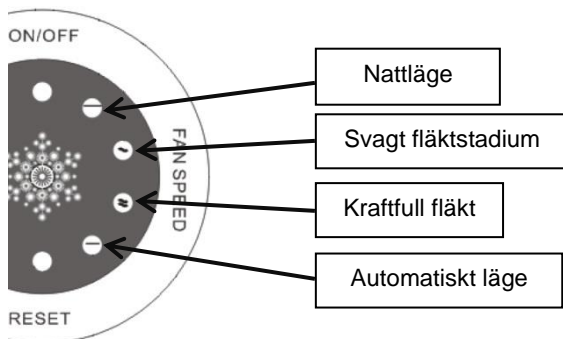 ON/OFF
Nattläge
Svagt fläktstadium
FAN SPEED
Kraftfull fläkt
Automatiskt läge
RESET